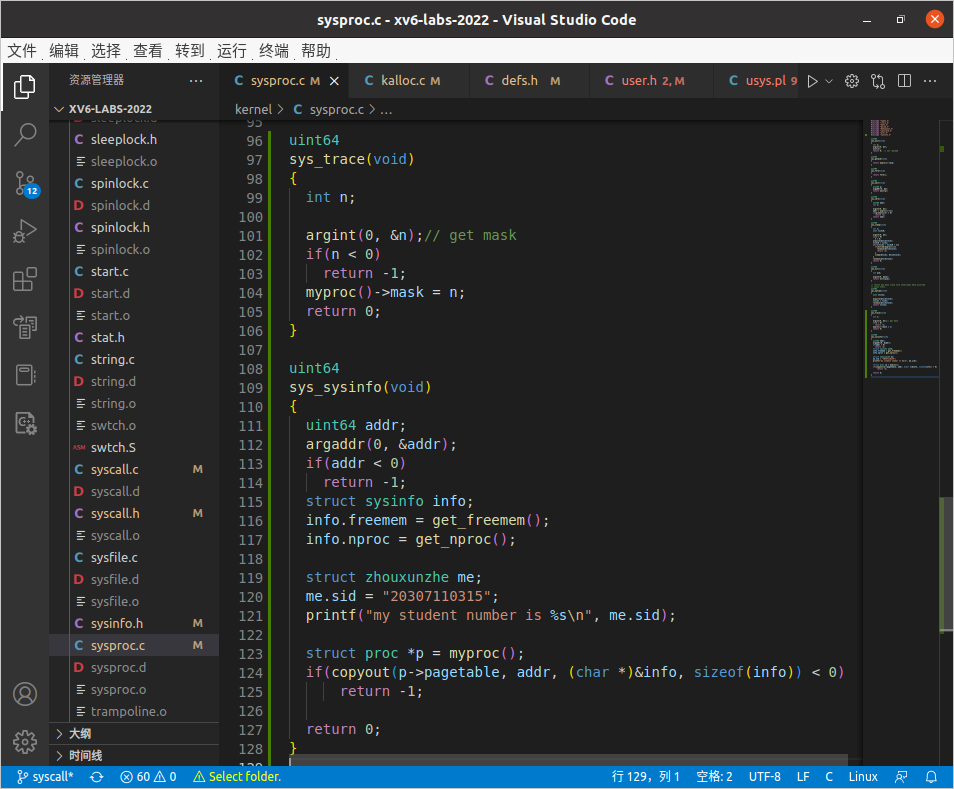 sysproc.c - xv6-labs-2022 - Visual Studio Code
文件 编辑 选择 查看 转到 运行 终端 帮助
资源管理器 ···
C sysproc.c M
C kalloc.c M
C defs.h M
C user.h 2, M
C usys.pl 9
XV6-LABS-2022
kernel > C sysproc.c > ...
C sleeplock.h
sleeplock.o
C spinlock.c
D spinlock.d
C spinlock.h
spinlock.o
C start.c
D start.d
start.o
C stat.h
C string.c
D string.d
string.o
swtch.o
ASM swtch.S
C syscall.c M
D syscall.d
C syscall.h M
syscall.o
C sysfile.c
D sysfile.d
sysfile.o
C sysinfo.h M
C sysproc.c M
D sysproc.d
sysproc.o
trampoline.o
大纲
时间线
12
95
96 uint64
97 sys_trace(void)
98 {
99 int n;
100
101 argint(0, &n);// get mask
102 if(n < 0)
103 return -1;
104 myproc()->mask = n;
105 return 0;
106 }
107
108 uint64
109 sys_sysinfo(void)
110 {
111 uint64 addr;
112 argaddr(0, &addr);
113 if(addr < 0)
114 return -1;
115 struct sysinfo info;
116 info.freemem = get_freemem();
117 info.nproc = get_nproc();
118
119 struct zhouxunzhe me;
120 me.sid = "20307110315";
121 printf("my student number is %s\n", me.sid);
122
123 struct proc *p = myproc();
124 if(copyout(p->pagetable, addr, (char *)&info, sizeof(info)) < 0)
125 return -1;
126
127 return 0;
128 }
129
syscall* 60 0 Select folder. 行 129，列 1 空格: 2 UTF-8 LF C Linux